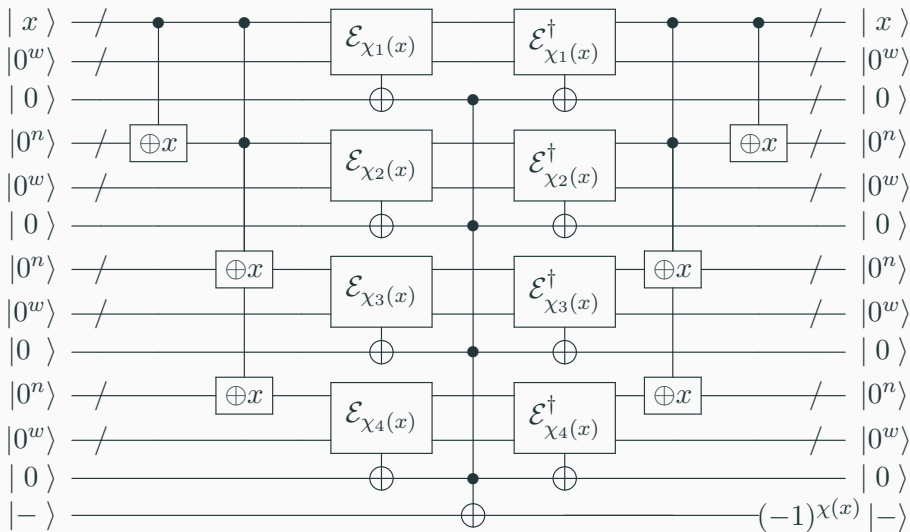 | x ⟩ ℰ_{χ₁(x)} ℰ†_{χ₁(x)} | x ⟩
|0^w⟩ |0^w⟩
| 0 ⟩ | 0 ⟩
|0^n⟩ ⊕x ℰ_{χ₂(x)} ℰ†_{χ₂(x)} ⊕x |0^n⟩
|0^w⟩ |0^w⟩
| 0 ⟩ | 0 ⟩
|0^n⟩ ⊕x ℰ_{χ₃(x)} ℰ†_{χ₃(x)} ⊕x |0^n⟩
|0^w⟩ |0^w⟩
|0 ⟩ | 0 ⟩
|0^n⟩ ⊕x ℰ_{χ₄(x)} ℰ†_{χ₄(x)} ⊕x |0^n⟩
|0^w⟩ |0^w⟩
| 0 ⟩ | 0 ⟩
|−⟩ (−1)^{χ(x)} |−⟩